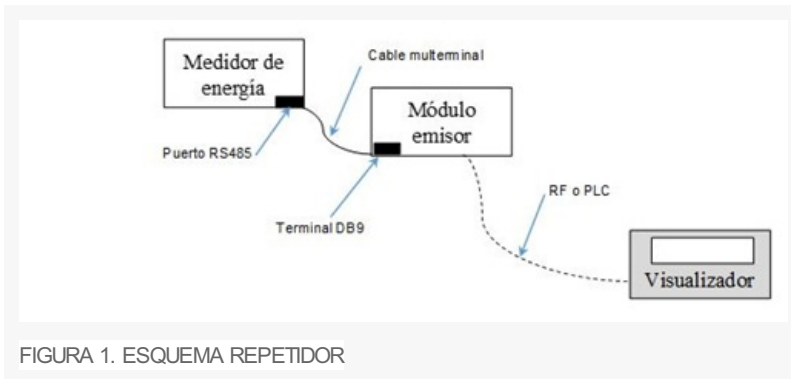 Medidor de
energía
Cable multerminal
Módulo
emisor
Puerto RS485
Terminal DB9
RF o PLC
Visualizador
FIGURA 1. ESQUEMA REPETIDOR